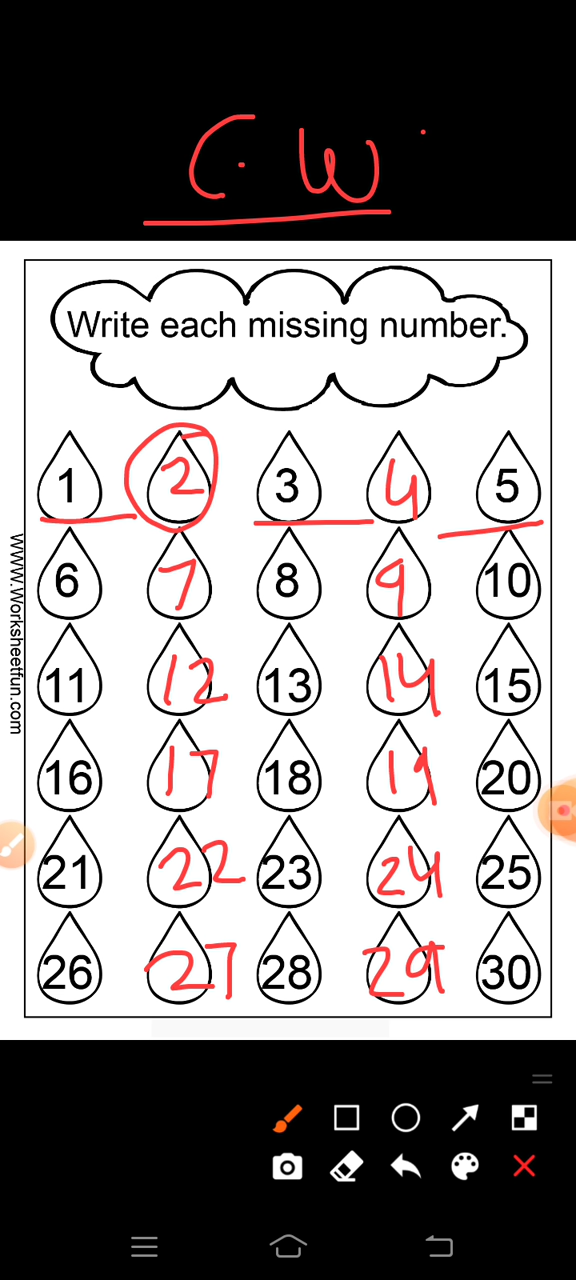 C.W.
Write each missing number.
1 2 3 4 5
6 7 8 9 10
11 12 13 14 15
16 17 18 19 20
21 22 23 24 25
26 27 28 29 30
www.Worksheetfun.com